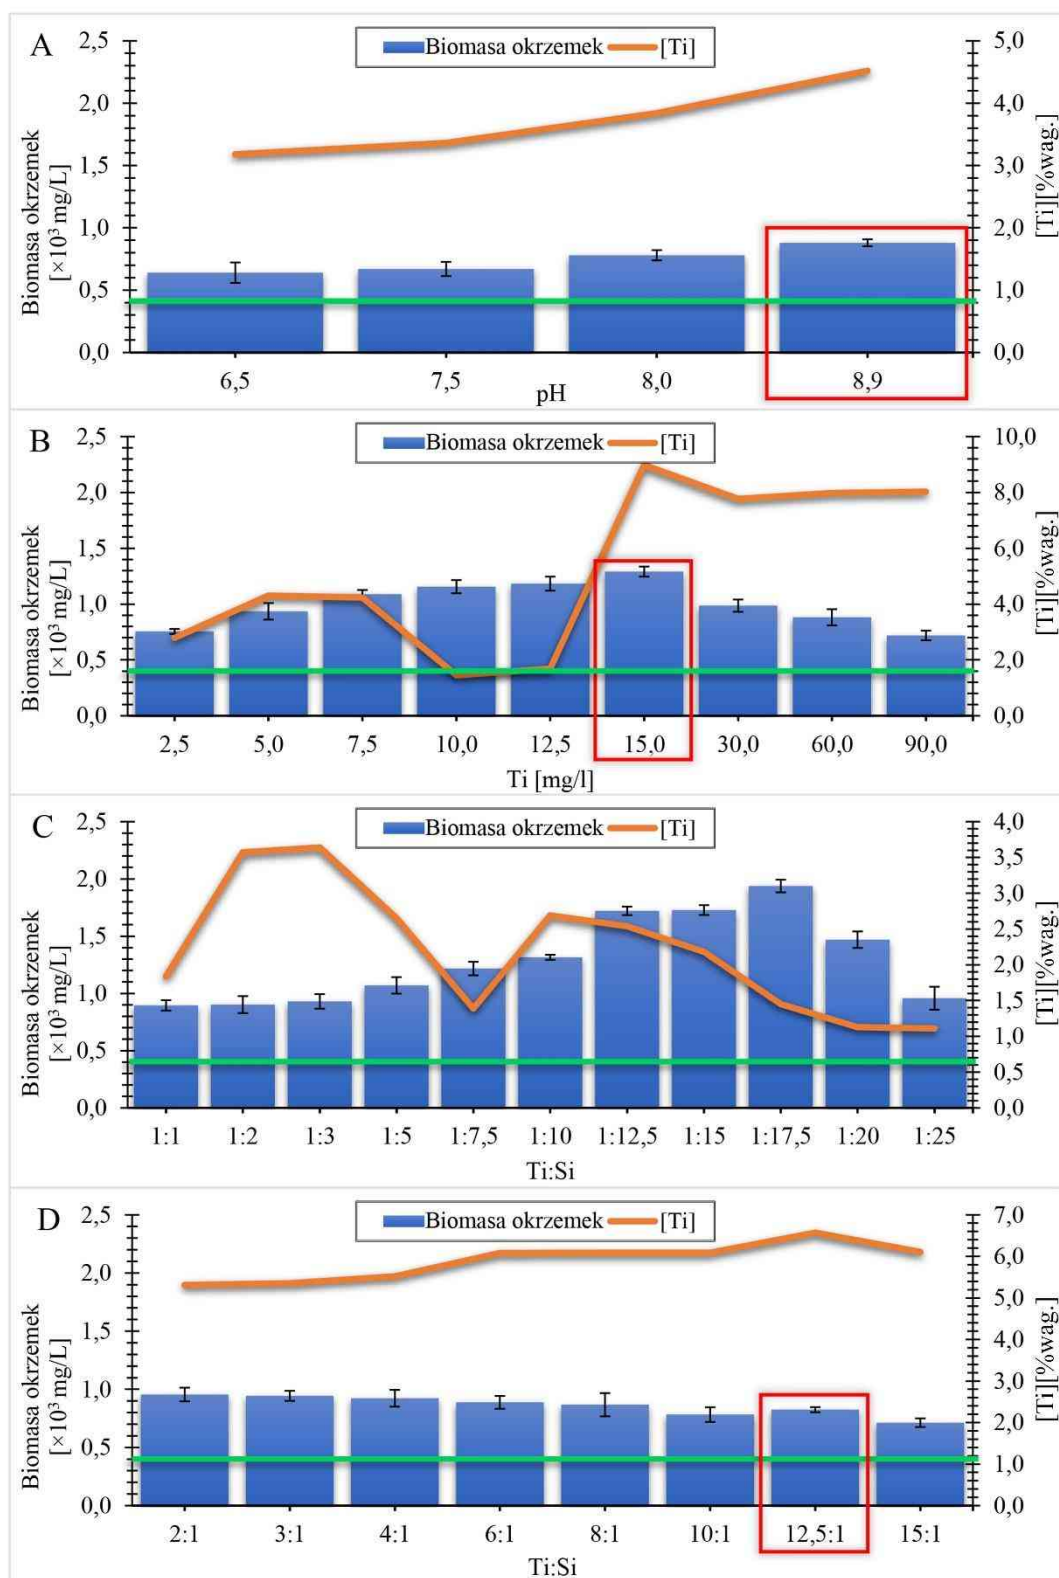 A
Biomasa okrzemek [Ti]
Biomasa okrzemek
[×10³ mg/L]
2,5
2,0
1,5
1,0
0,5
0,0
5,0
4,0
3,0
2,0
1,0
0,0
[Ti][%wag.]
6,5 7,5 8,0 8,9
pH
B
Biomasa okrzemek [Ti]
Biomasa okrzemek
[×10³ mg/L]
2,5
2,0
1,5
1,0
0,5
0,0
10,0
8,0
6,0
4,0
2,0
0,0
[Ti][%wag.]
2,5 5,0 7,5 10,0 12,5 15,0 30,0 60,0 90,0
Ti [mg/l]
C
Biomasa okrzemek [Ti]
Biomasa okrzemek
[×10³ mg/L]
2,5
2,0
1,5
1,0
0,5
0,0
4,0
3,5
3,0
2,5
2,0
1,5
1,0
0,5
0,0
[Ti][%wag.]
1:1 1:2 1:3 1:5 1:7,5 1:10 1:12,5 1:15 1:17,5 1:20 1:25
Ti:Si
D
Biomasa okrzemek [Ti]
Biomasa okrzemek
[×10³ mg/L]
2,5
2,0
1,5
1,0
0,5
0,0
7,0
6,0
5,0
4,0
3,0
2,0
1,0
0,0
[Ti][%wag.]
2:1 3:1 4:1 6:1 8:1 10:1 12,5:1 15:1
Ti:Si